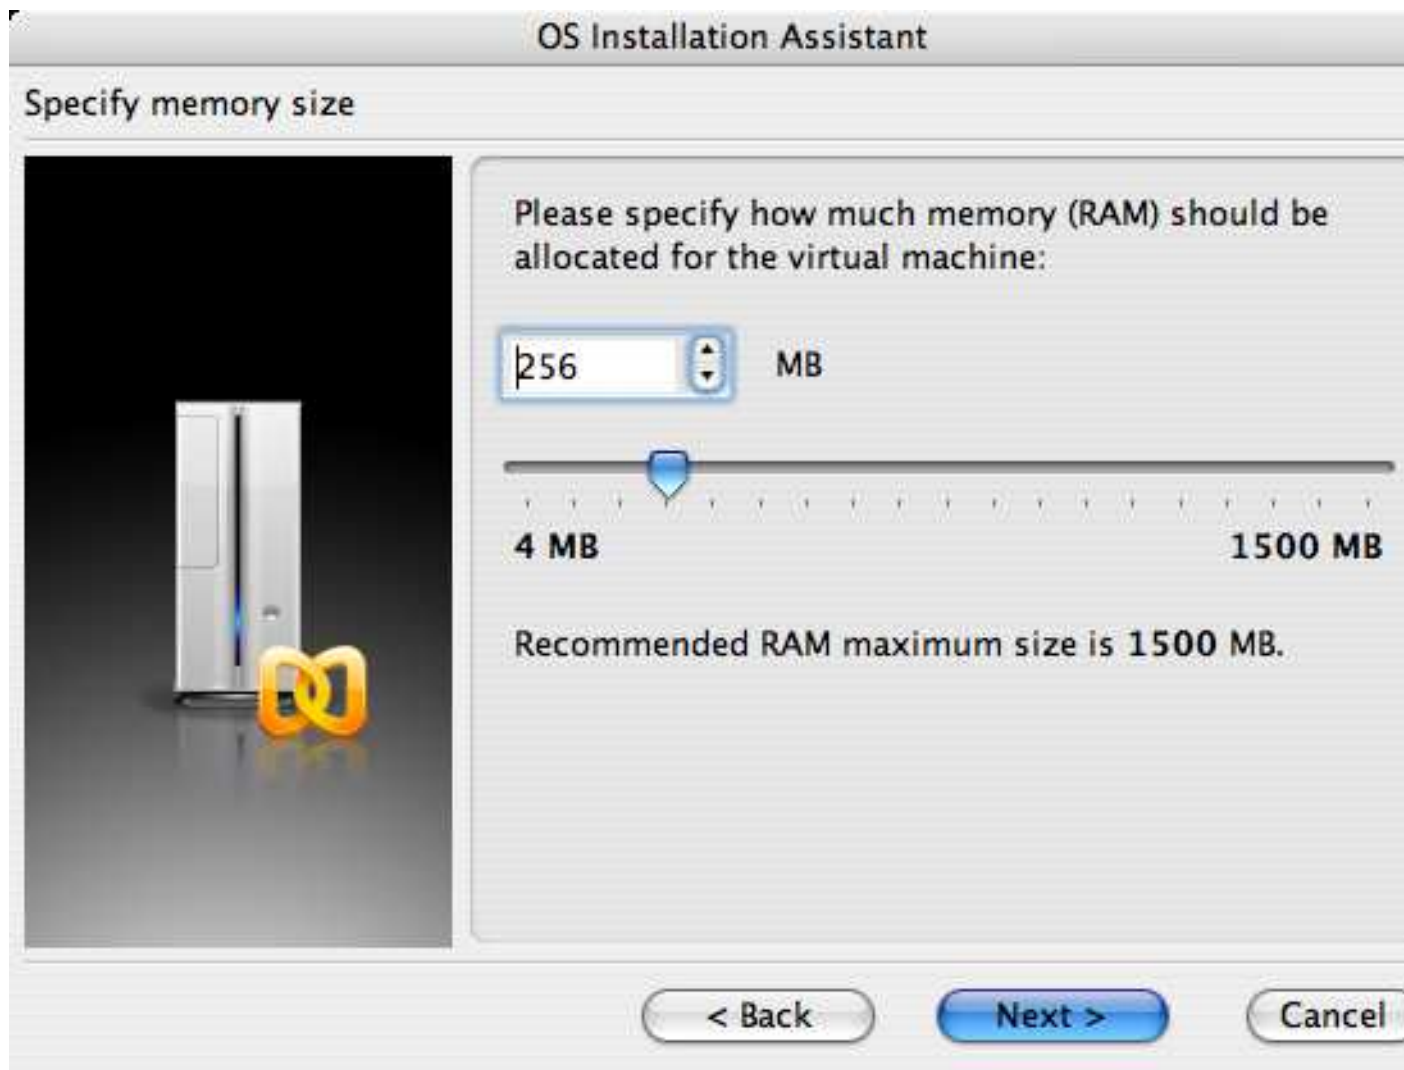 OS Installation Assistant
Specify memory size
Please specify how much memory (RAM) should be
allocated for the virtual machine:
256 MB
4 MB 1500 MB
Recommended RAM maximum size is 1500 MB.
< Back Next > Cancel